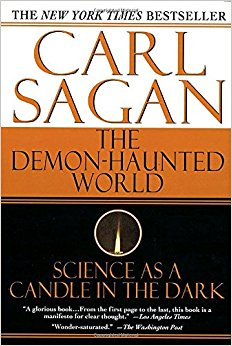 THE NEW YORK TIMES BESTSELLER
CARL
SAGAN
THE
DEMON-HAUNTED
WORLD
SCIENCE AS A
CANDLE IN THE DARK
"A glorious book....From the first page to the last, this book is a
manifesto for clear thought." —Los Angeles Times
"Wonder-saturated." —The Washington Post